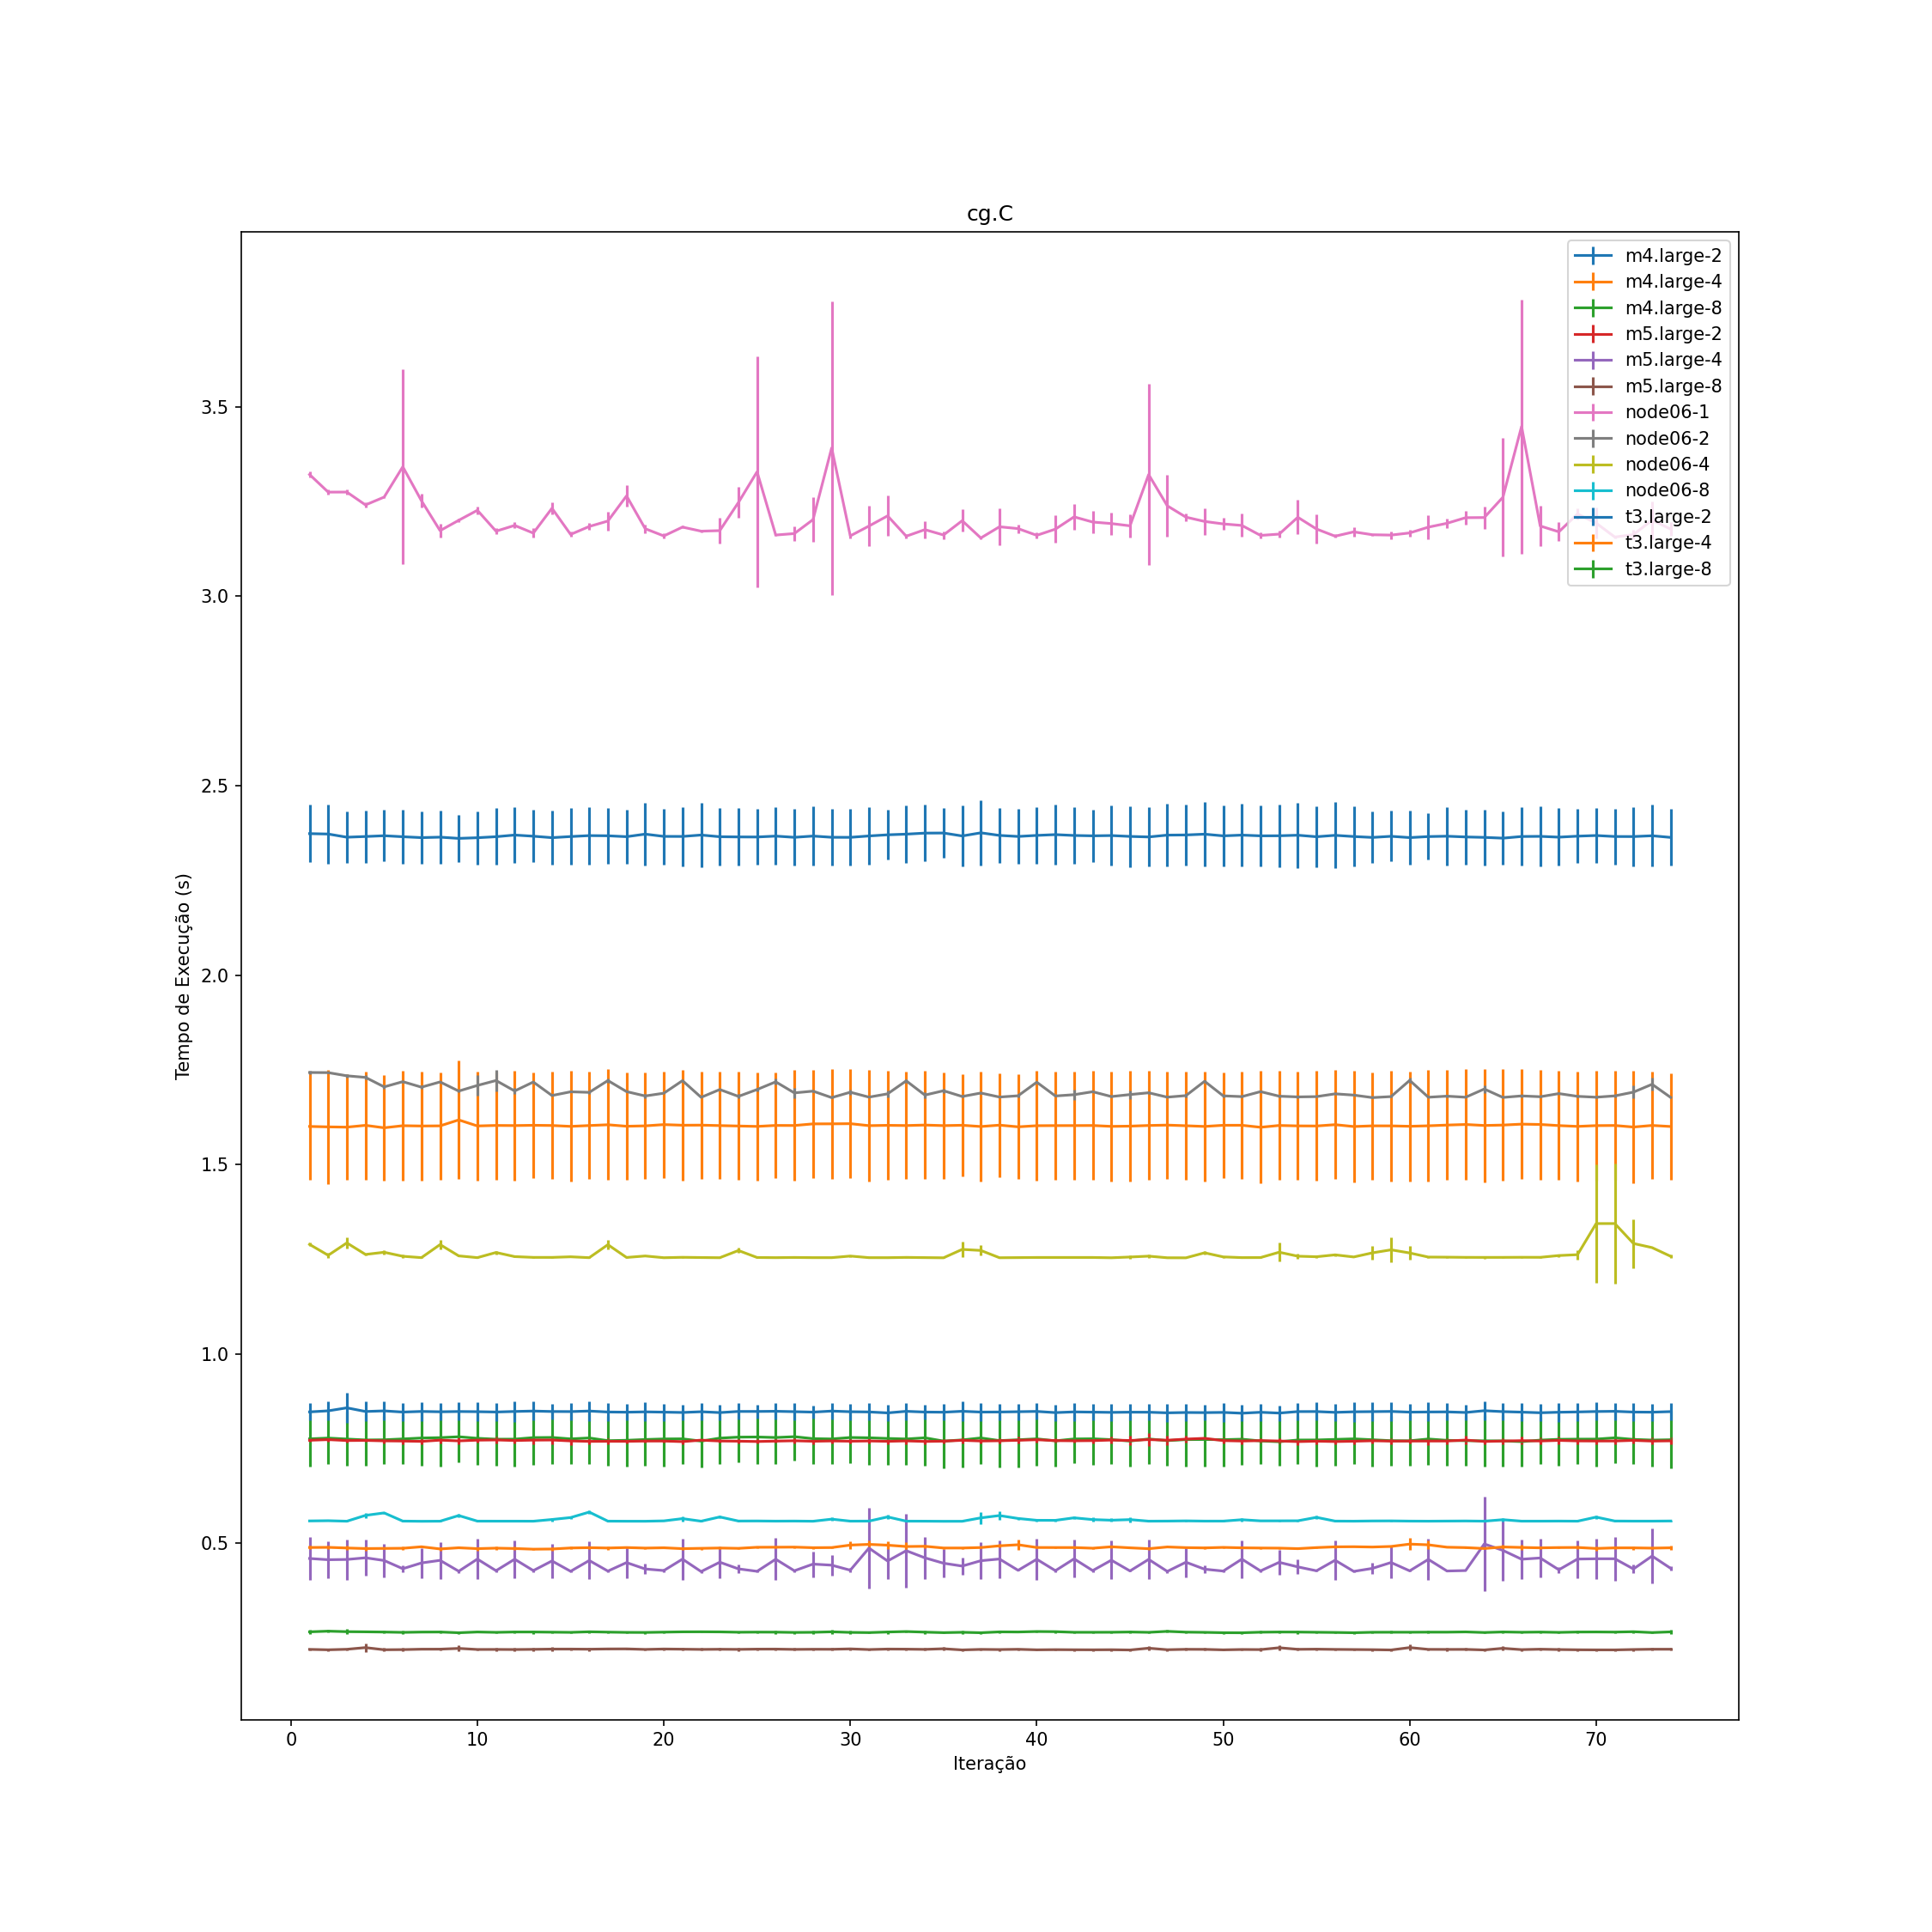 cg.C
m4.large-2
m4.large-4
m4.large-8
m5.large-2
m5.large-4
m5.large-8
node06-1
node06-2
node06-4
node06-8
t3.large-2
t3.large-4
t3.large-8
Tempo de Execução (s)
3.5
3.0
2.5
2.0
1.5
1.0
0.5
0 10 20 30 40 50 60 70
Iteração